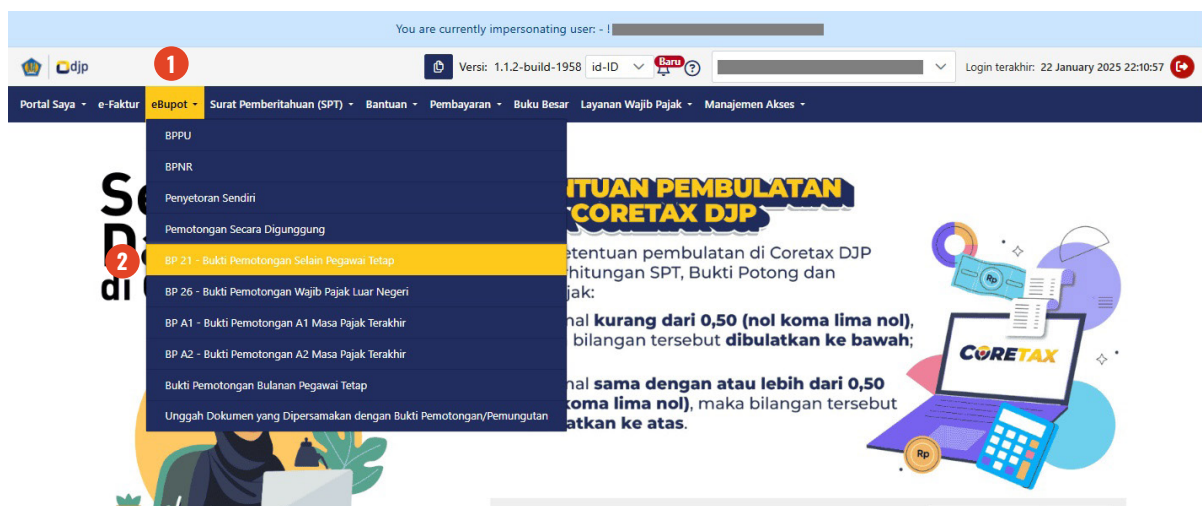 You are currently impersonating user: - !
djp
1
Versi: 1.1.2-build-1958
id-ID
Baru
Login terakhir: 22 January 2025 22:10:57
Portal Saya
e-Faktur
eBupot
Surat Pemberitahuan (SPT)
Bantuan
Pembayaran
Buku Besar
Layanan Wajib Pajak
Manajemen Akses
BPPU
BPNR
Penyetoran Sendiri
Pemotongan Secara Digunggung
2
BP 21 - Bukti Pemotongan Selain Pegawai Tetap
BP 26 - Bukti Pemotongan Wajib Pajak Luar Negeri
BP A1 - Bukti Pemotongan A1 Masa Pajak Terakhir
BP A2 - Bukti Pemotongan A2 Masa Pajak Terakhir
Bukti Pemotongan Bulanan Pegawai Tetap
Unggah Dokumen yang Dipersamakan dengan Bukti Pemotongan/Pemungutan
Se
di
TUAN PEMBULATAN
CORETAX DJP
etentuan pembulatan di Coretax DJP
hitungan SPT, Bukti Potong dan
jak:
nal kurang dari 0,50 (nol koma lima nol),
bilangan tersebut dibulatkan ke bawah;
nal sama dengan atau lebih dari 0,50
koma lima nol), maka bilangan tersebut
atkan ke atas.
Rp
CORETAX
Rp